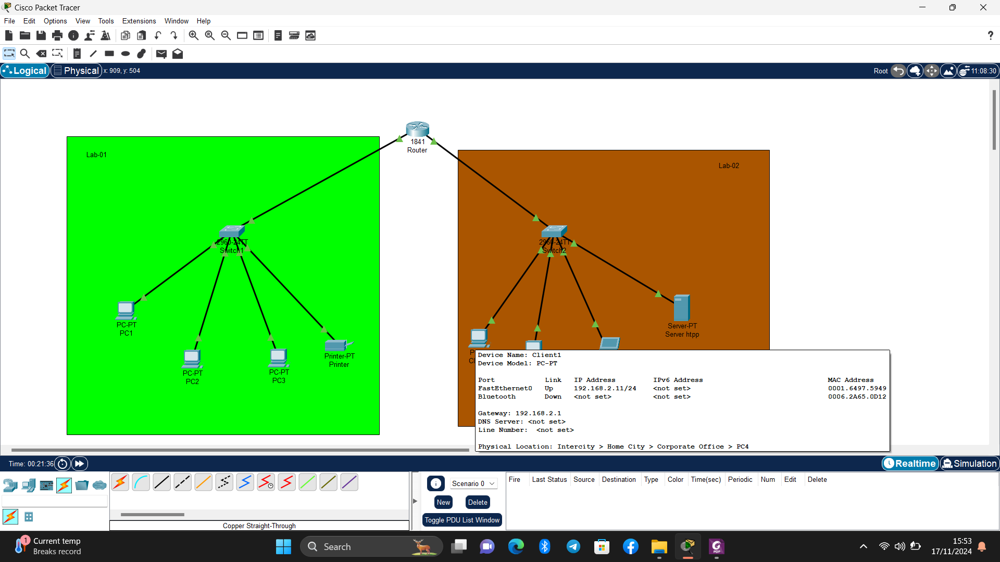 Cisco Packet Tracer
File Edit Options View Tools Extensions Window Help
?
Logical Physical x: 909, y: 504 Root 11:08:30
1841
Router
Lab-01
Lab-02
2960-24TT
Switch1
2960-24TT
Switch2
PC-PT
PC1
PC-PT
PC2
PC-PT
PC3
Printer-PT
Printer
Server-PT
Server htpp
Device Name: Client1
Device Model: PC-PT
Port Link IP Address IPv6 Address MAC Address
FastEthernet0 Up 192.168.2.11/24 <not set> 0001.6497.5949
Bluetooth Down <not set> <not set> 0006.2A65.0D12
Gateway: 192.168.2.1
DNS Server: <not set>
Line Number: <not set>
Physical Location: Intercity > Home City > Corporate Office > PC4
Time: 00:21:36 Realtime Simulation
Scenario 0
New Delete
Toggle PDU List Window
Fire Last Status Source Destination Type Color Time(sec) Periodic Num Edit Delete
Copper Straight-Through
1
Current temp
Breaks record
Search
PDF
15:53
17/11/2024